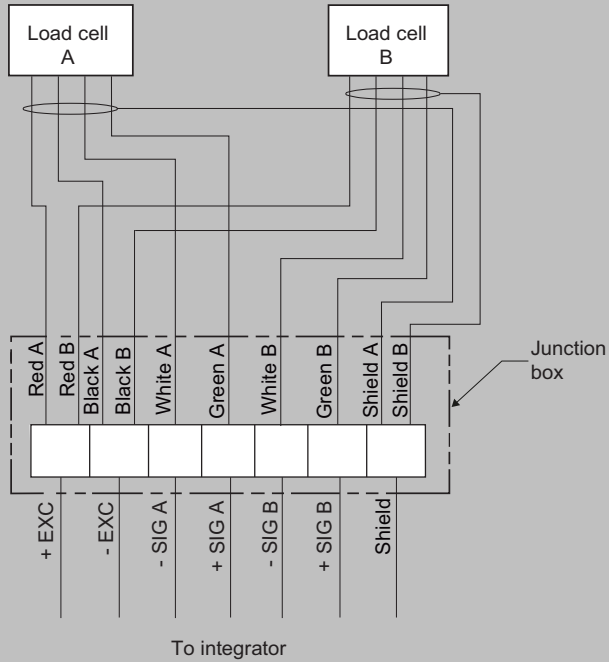 Load cell
A
Load cell
B
Red A
Red B
Black A
Black B
White A
Green A
White B
Green B
Shield A
Shield B
Junction
box
+ EXC
- EXC
- SIG A
+ SIG A
- SIG B
+ SIG B
Shield
To integrator